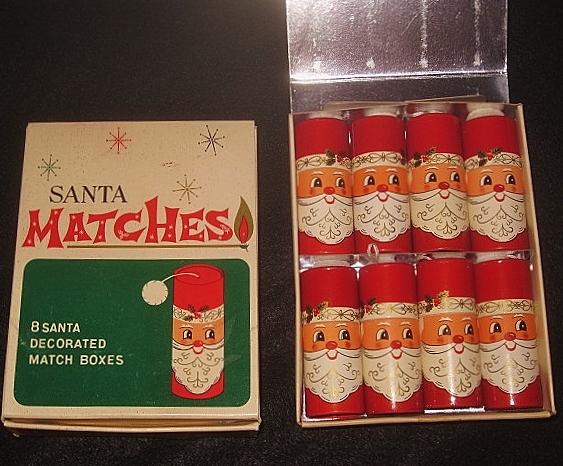 SANTA
MATCHES
8 SANTA
DECORATED
MATCH BOXES